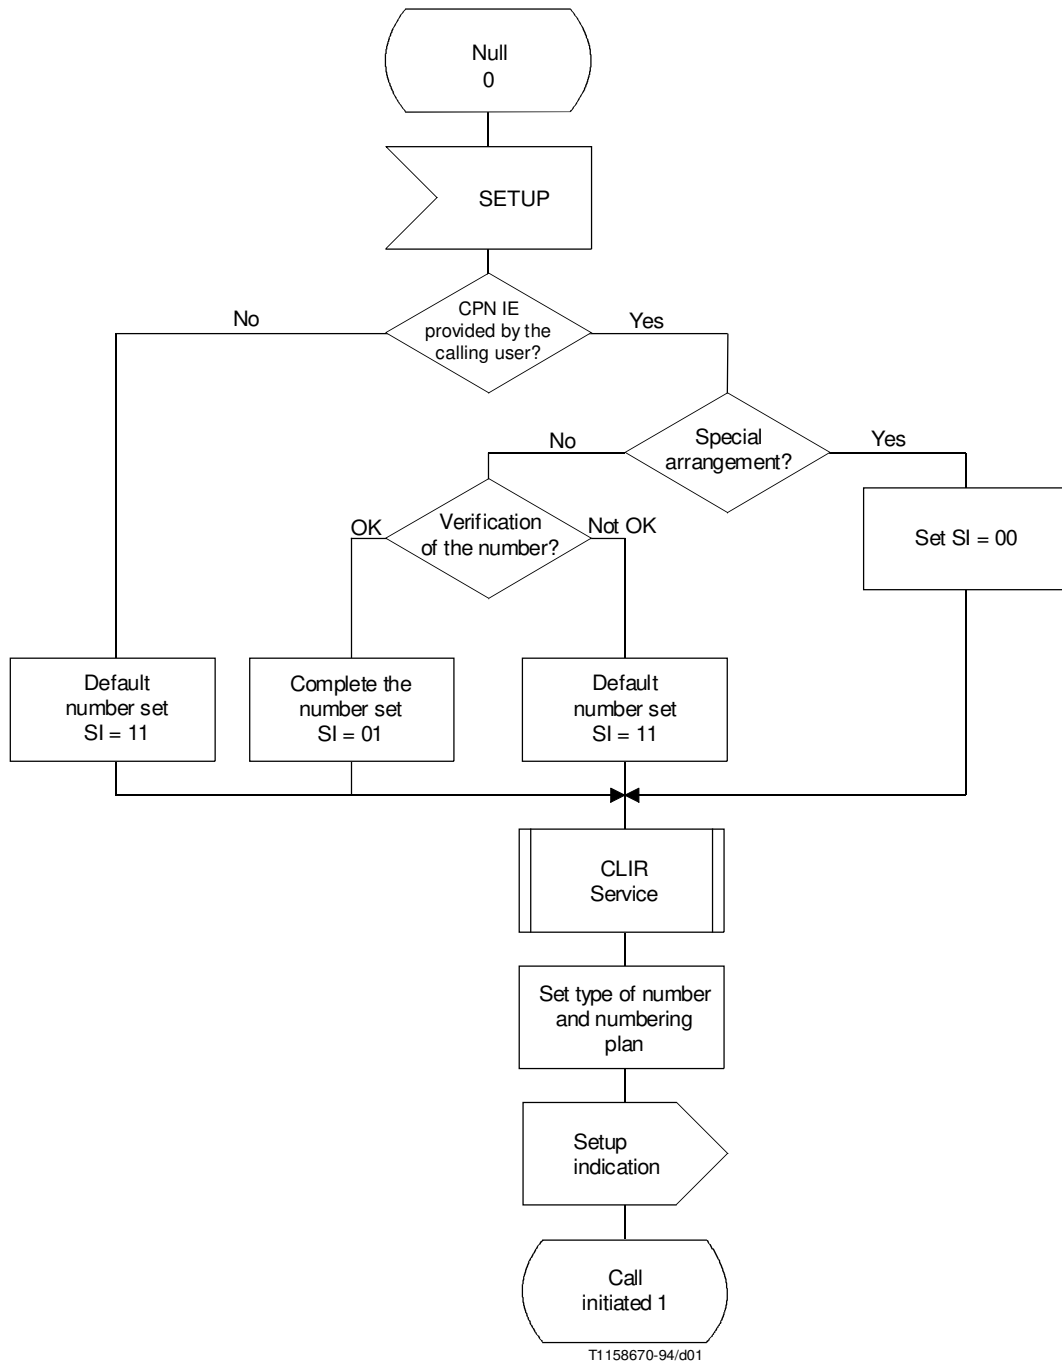 Null
0
SETUP
CPN IE
provided by the
calling user?
No
Yes
Special
arrangement?
No
Yes
Verification
of the number?
OK
Not OK
Set SI = 00
Default
number set
SI = 11
Complete the
number set
SI = 01
Default
number set
SI = 11
CLIR
Service
Set type of number
and numbering
plan
Setup
indication
Call
initiated 1
T1158670-94/d01